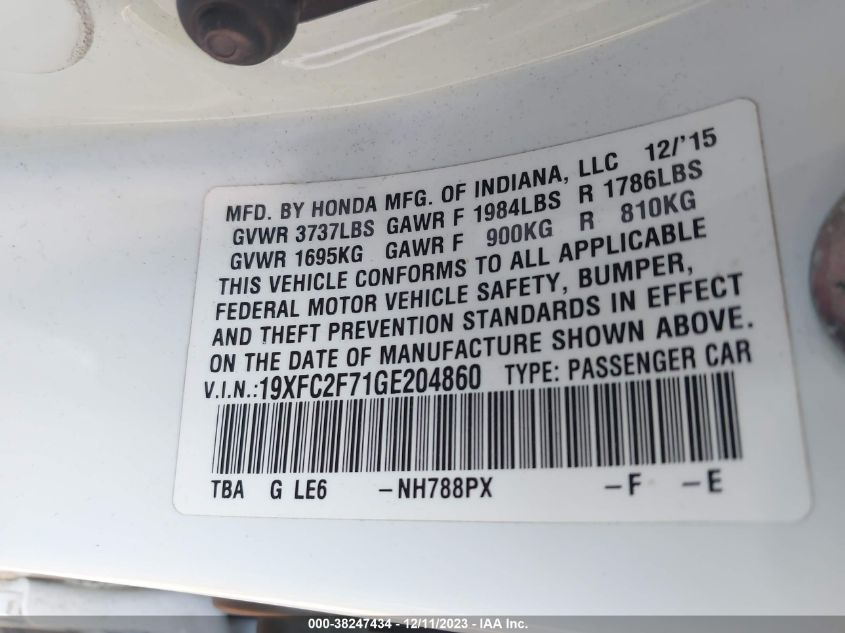 MFD. BY HONDA MFG. OF INDIANA, LLC 12/'15
GVWR 3737LBS GAWR F 1984LBS R 1786LBS
GVWR 1695KG GAWR F 900KG R 810KG
THIS VEHICLE CONFORMS TO ALL APPLICABLE
FEDERAL MOTOR VEHICLE SAFETY, BUMPER,
AND THEFT PREVENTION STANDARDS IN EFFECT
ON THE DATE OF MANUFACTURE SHOWN ABOVE.
V.I.N.:19XFC2F71GE204860 TYPE: PASSENGER CAR
TBA G LE6 -NH788PX -F -E
000-38247434 - 12/11/2023 - IAA Inc.